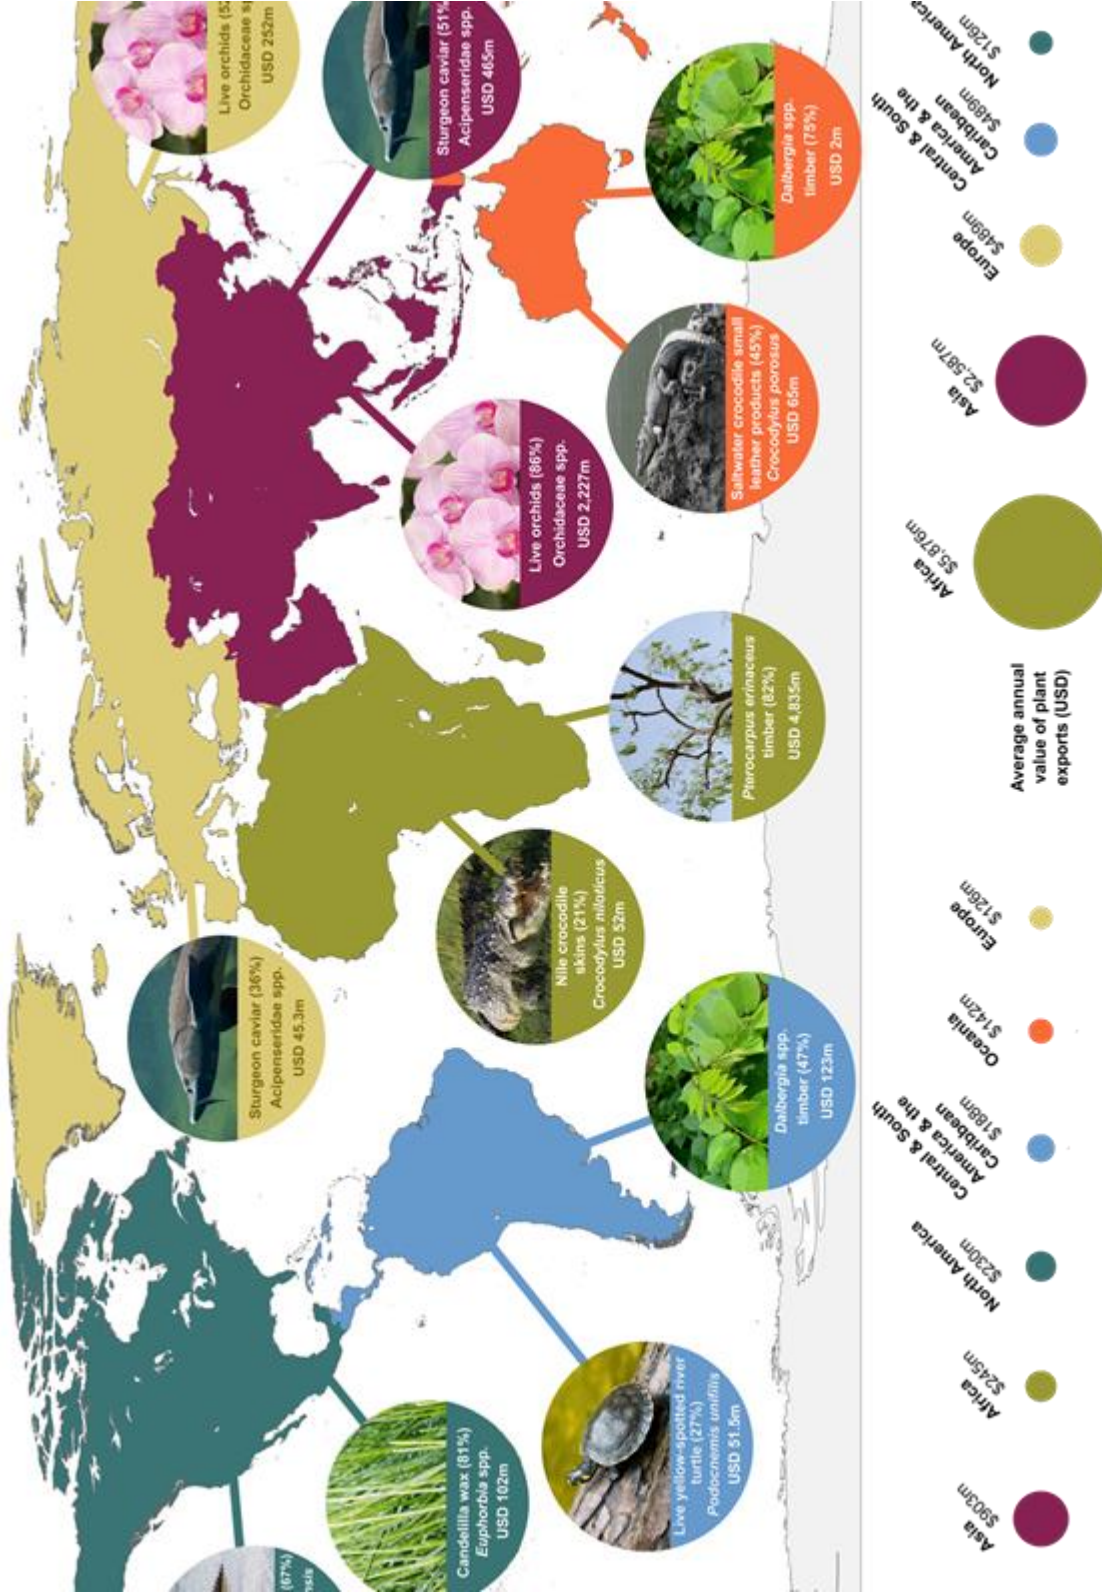 (67%)
Candelilla wax (81%)
Euphorbia spp.
USD 102m
Live yellow-spotted river
turtle (27%)
Podocnemis unifilis
USD 51.5m
Dalbergia spp.
timber (47%)
USD 123m
Sturgeon caviar (36%)
Acipenseridae spp.
USD 45.3m
Nile crocodile
skins (21%)
Crocodylus niloticus
USD 52m
Pterocarpus erinaceus
timber (82%)
USD 4,835m
Live orchids (86%)
Orchidaceae spp.
USD 2,227m
Saltwater crocodile small
leather products (45%)
Crocodylus porosus
USD 65m
Sturgeon caviar (51%
Acipenseridae spp.
USD 465m
Dalbergia spp.
timber (75%)
USD 2m
Live orchids
Orchidaceae
USD 252m
Asia
$903m
Africa
$245m
North America
$230m
Central & South
America & the
Caribbean
$188m
Oceania
$142m
Europe
$126m
Average annual
value of plant
exports (USD)
Africa
$5,876m
Asia
$2,587m
Europe
$489m
Central & South
America & the
Caribbean
$489m
North America
$126m